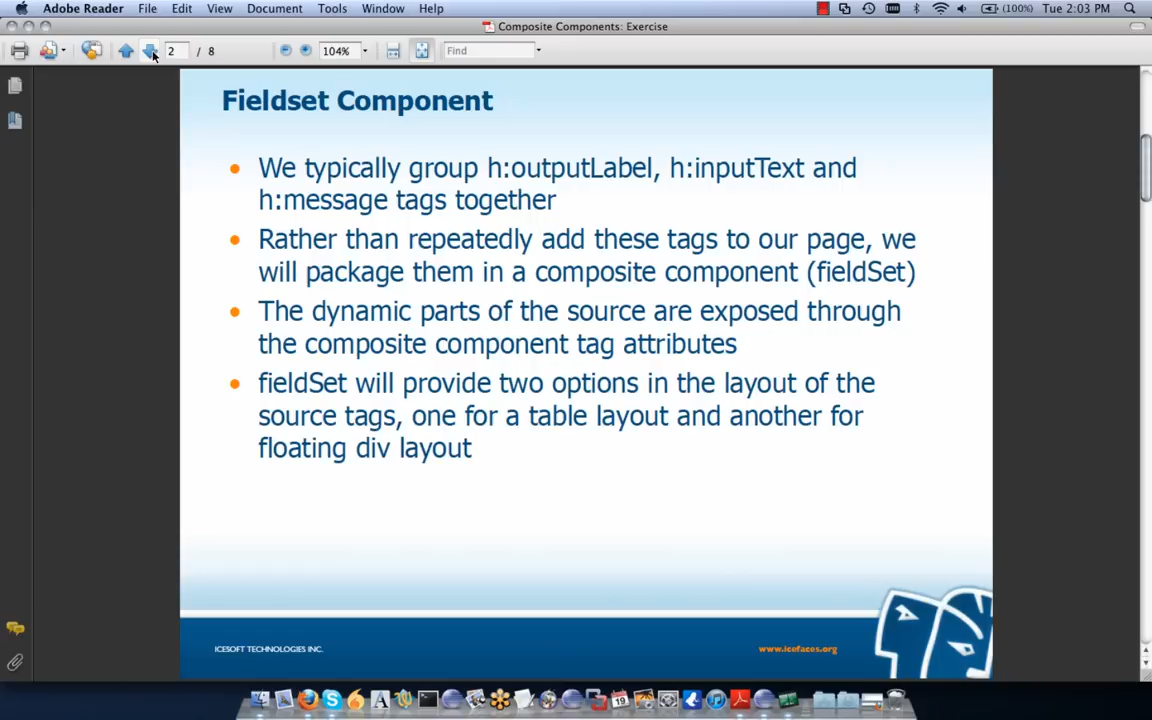 Adobe Reader File Edit View Document Tools Window Help (100%) Tue 2:03 PM
Composite Components: Exercise
2 / 8 104% Find
Fieldset Component
We typically group h:outputLabel, h:inputText and
h:message tags together
Rather than repeatedly add these tags to our page, we
will package them in a composite component (fieldSet)
The dynamic parts of the source are exposed through
the composite component tag attributes
fieldSet will provide two options in the layout of the
source tags, one for a table layout and another for
floating div layout
ICESOFT TECHNOLOGIES INC. www.icefaces.org
19